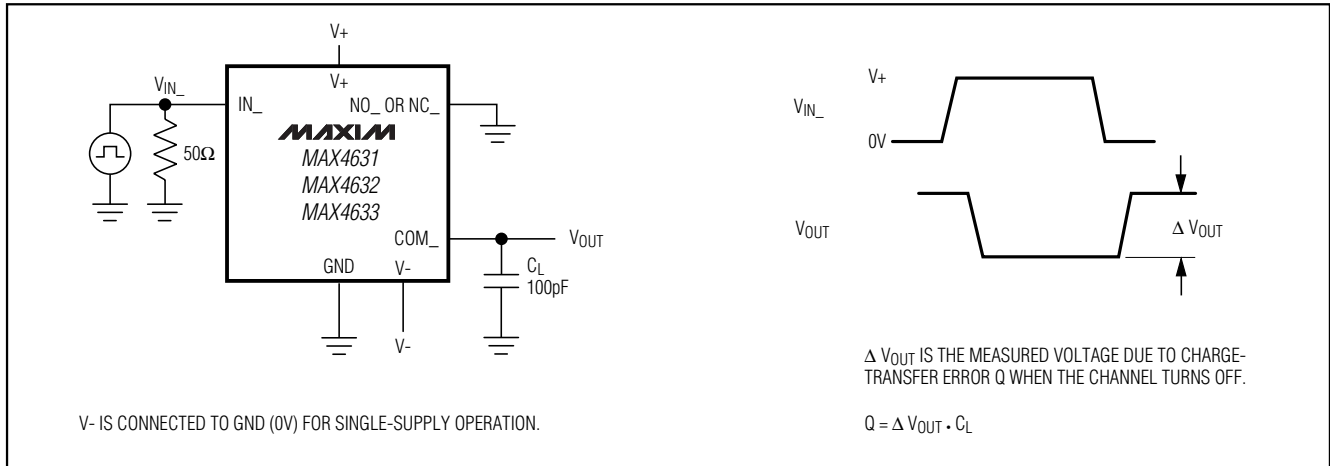 V+
V+
VIN_
IN_
NO_ OR NC_
50Ω
MAXIM
MAX4631
MAX4632
MAX4633
COM_
VOUT
GND
V-
CL
100pF
V-
V- IS CONNECTED TO GND (0V) FOR SINGLE-SUPPLY OPERATION.
V+
VIN_
0V
VOUT
Δ VOUT
Δ VOUT IS THE MEASURED VOLTAGE DUE TO CHARGE-
TRANSFER ERROR Q WHEN THE CHANNEL TURNS OFF.
Q = Δ VOUT • CL